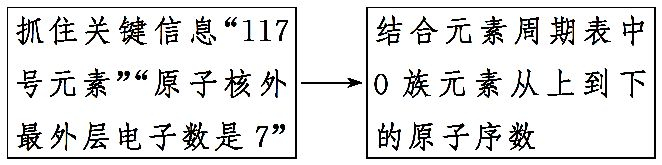 抓住关键信息“117
号元素”“原子核外
最外层电子数是 7”
结合元素周期表中
0 族元素从上到下
的原子序数